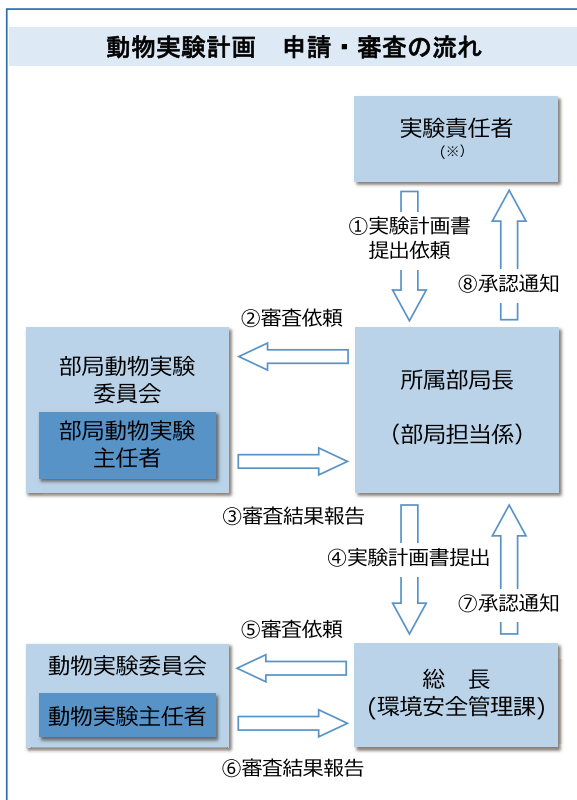 動物実験計画　申請・審査の流れ
実験責任者
(※)
①実験計画書
提出依頼
⑧承認通知
②審査依頼
部局動物実験
委員会
部局動物実験
主任者
所属部局長
（部局担当係）
③審査結果報告
④実験計画書提出
⑦承認通知
⑤審査依頼
動物実験委員会
動物実験主任者
総　長
(環境安全管理課)
⑥審査結果報告